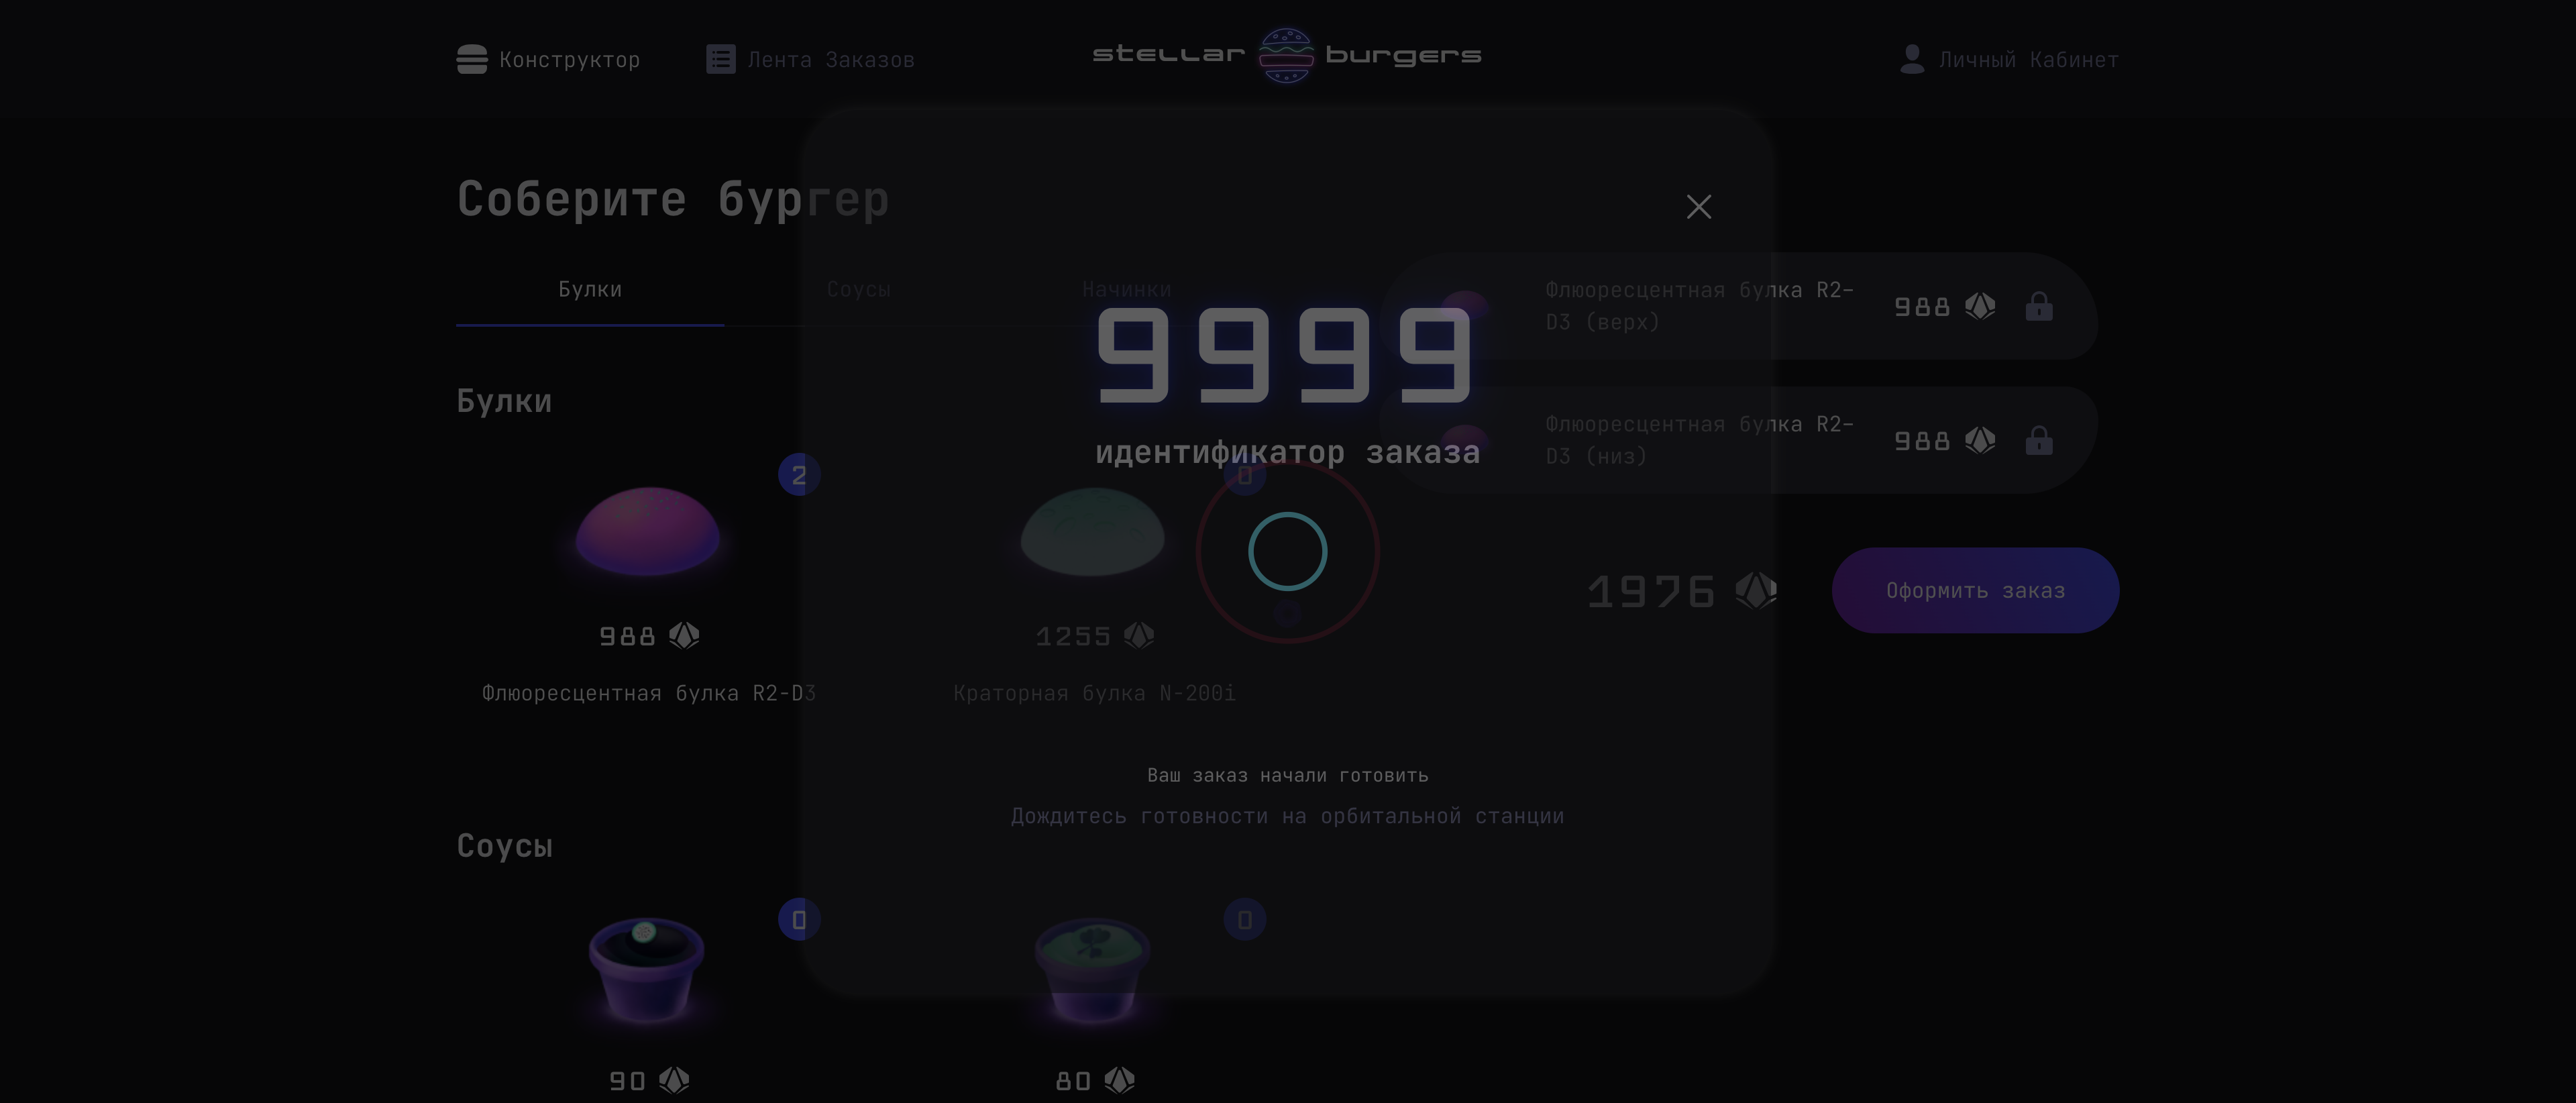 Конструктор
Лента Заказов
stellar burgers
Личный Кабинет
Соберите бургер
Булки
Соусы
Начинки
9999
идентификатор заказа
Флюоресцентная булка R2-
D3 (верх)
988
Флюоресцентная булка R2-
D3 (низ)
988
Булки
2
0
988
1255
Флюоресцентная булка R2-D3
Краторная булка N-200i
1976
Оформить заказ
Ваш заказ начали готовить
Дождитесь готовности на орбитальной станции
Соусы
0
0
90
80